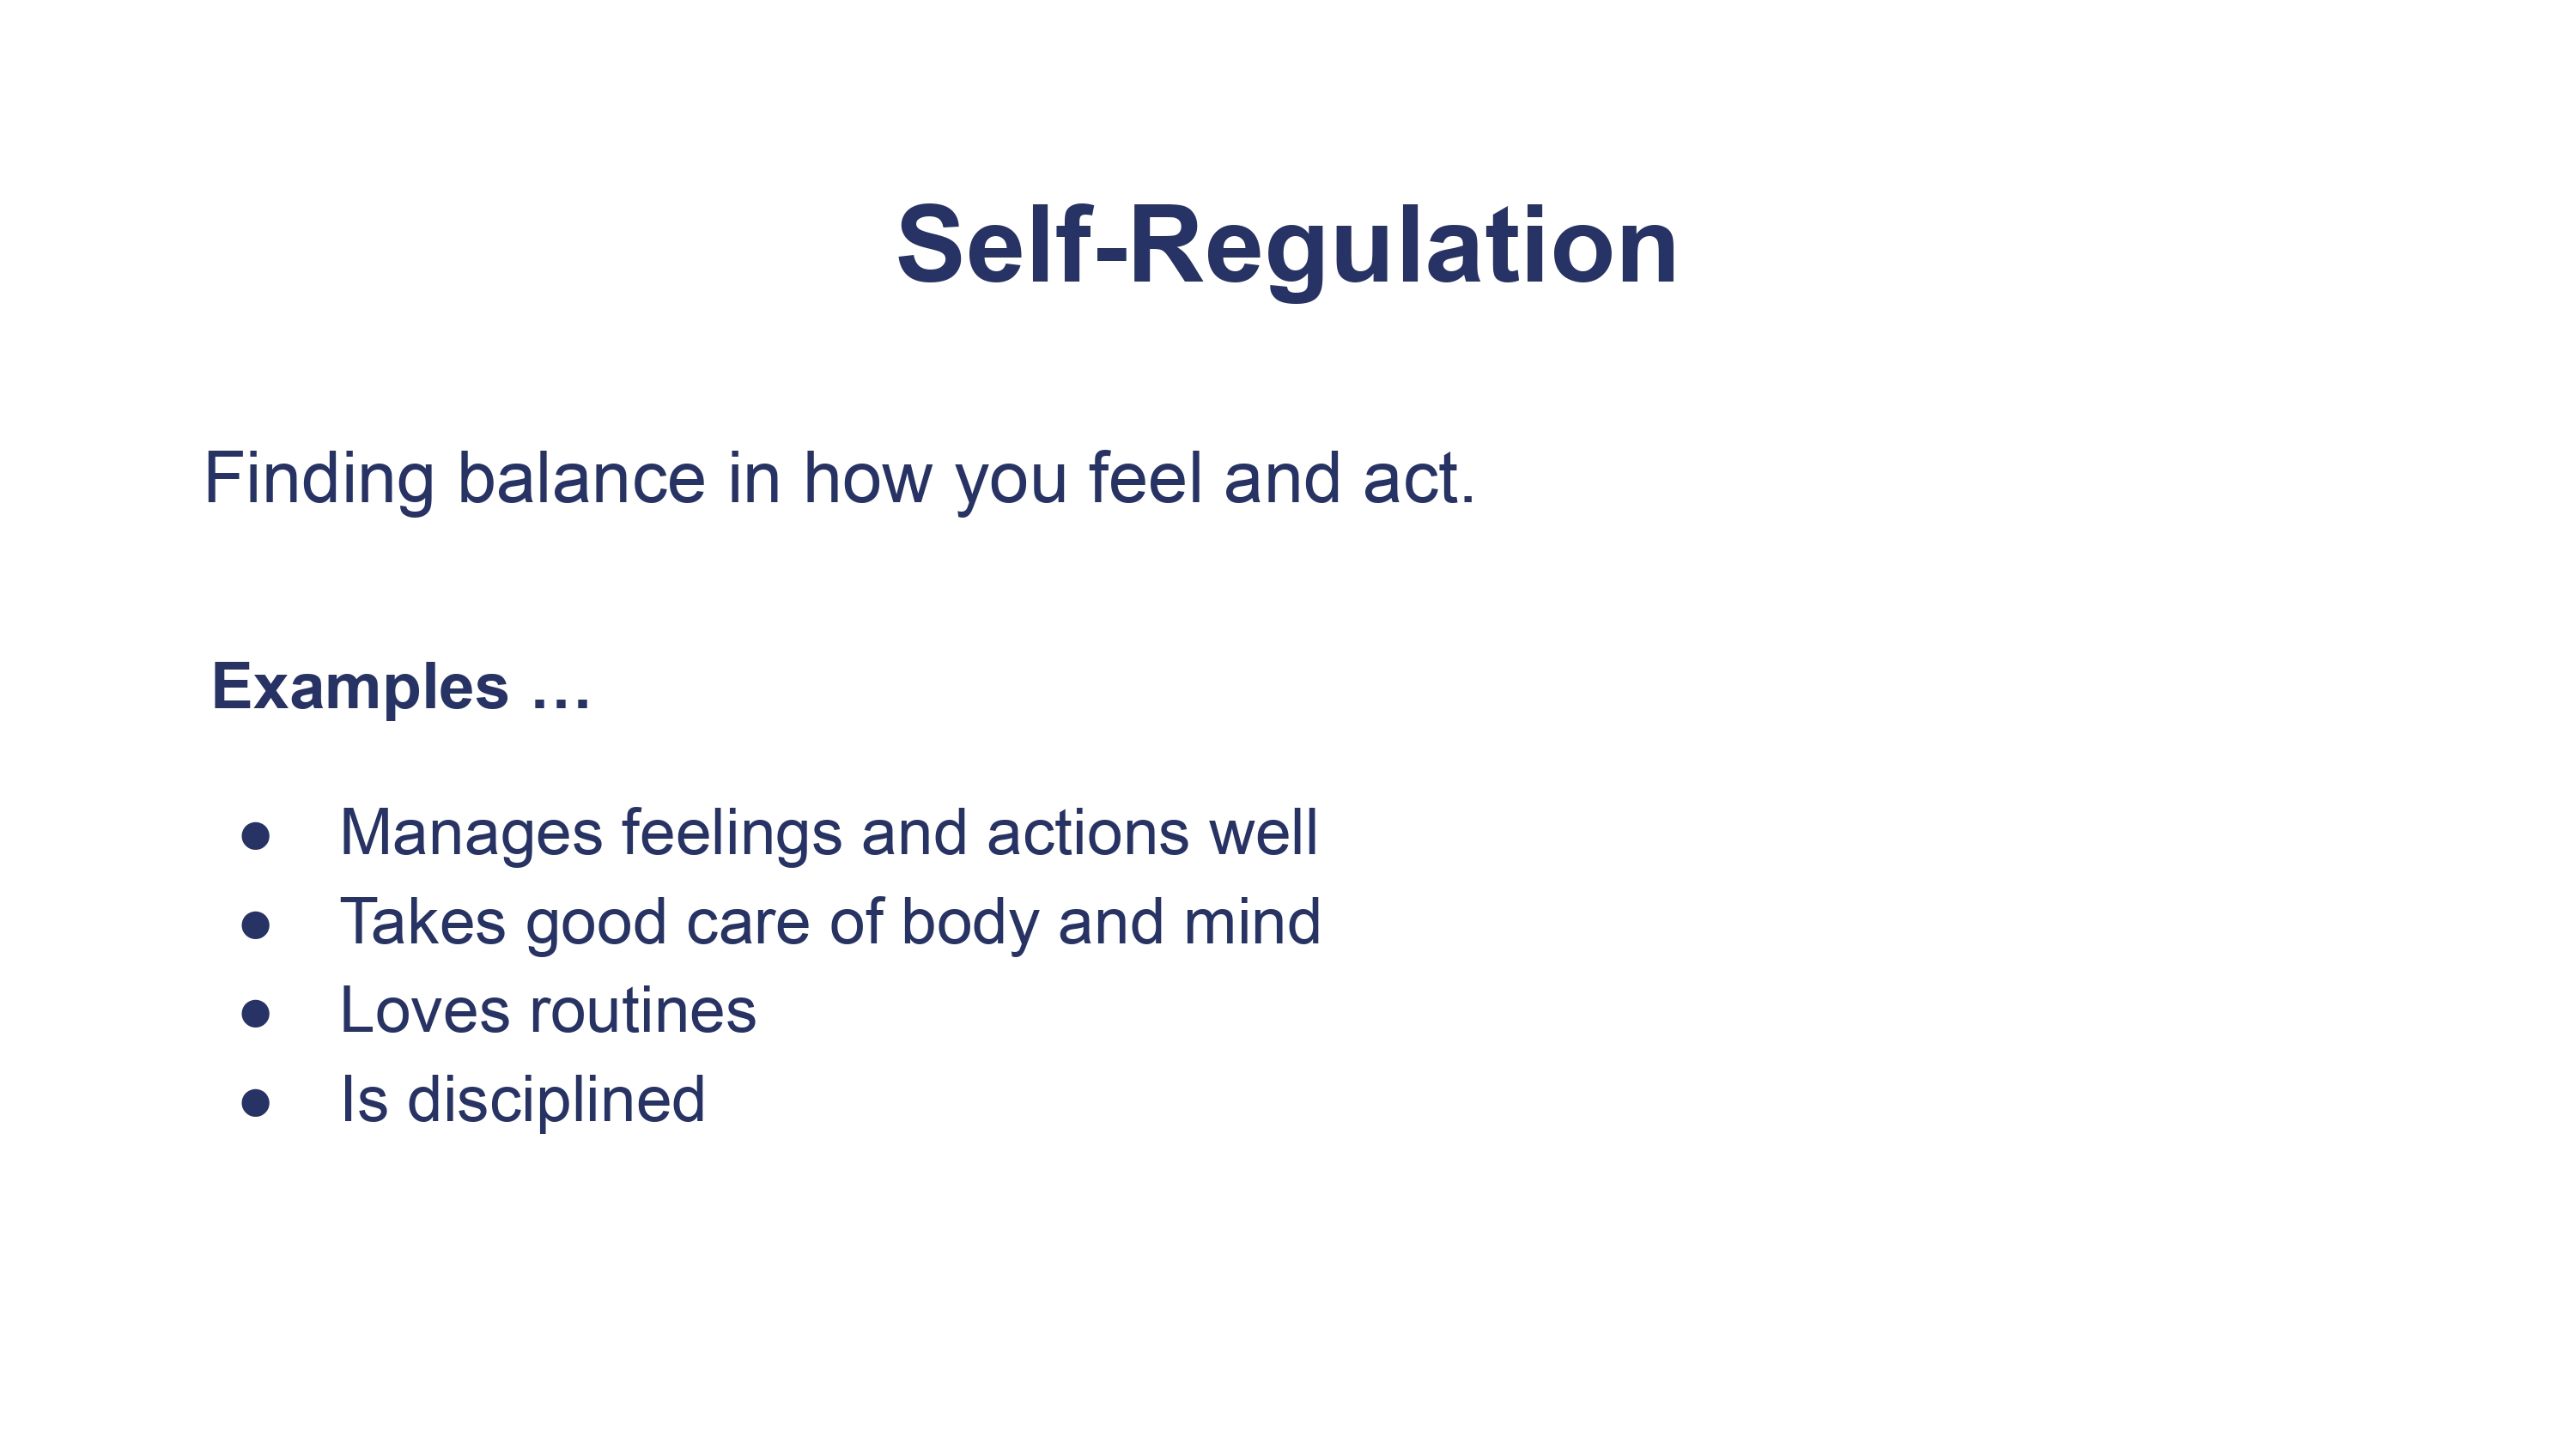 Self-Regulation
Finding balance in how you feel and act.
Examples …
● Manages feelings and actions well
● Takes good care of body and mind
● Loves routines
● Is disciplined